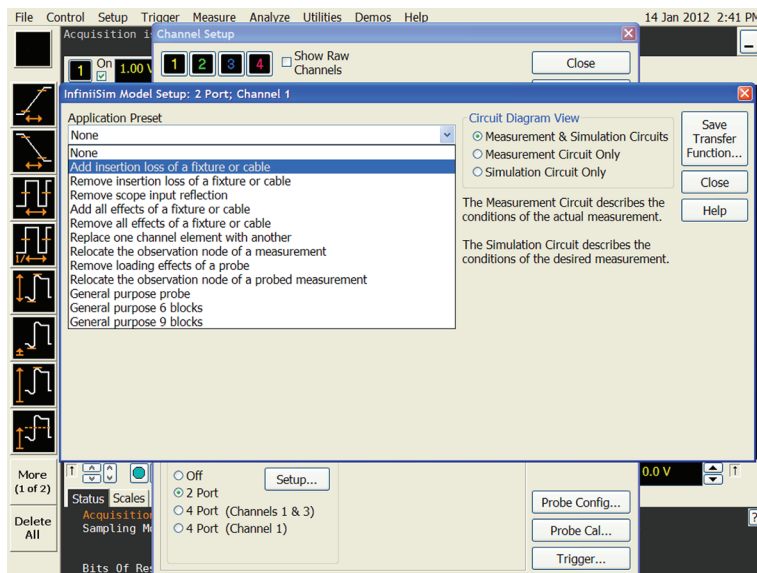 File Control Setup Trigger Measure Analyze Utilities Demos Help 14 Jan 2012 2:41 PM
Channel Setup
1 On 1.00 V
1 2 3 4 Show Raw Channels
Close
InfiniiSim Model Setup: 2 Port; Channel 1
Application Preset
None
None
Add insertion loss of a fixture or cable
Remove insertion loss of a fixture or cable
Remove scope input reflection
Add all effects of a fixture or cable
Remove all effects of a fixture or cable
Replace one channel element with another
Relocate the observation node of a measurement
Remove loading effects of a probe
Relocate the observation node of a probed measurement
General purpose probe
General purpose 6 blocks
General purpose 9 blocks
Circuit Diagram View
Measurement & Simulation Circuits
Measurement Circuit Only
Simulation Circuit Only
The Measurement Circuit describes the
conditions of the actual measurement.
The Simulation Circuit describes the
conditions of the desired measurement.
Save
Transfer
Function...
Close
Help
More
(1 of 2)
Delete
All
Status Scales
Acquisition
Sampling
Bits Of
Off
2 Port
4 Port (Channels 1 & 3)
4 Port (Channel 1)
Setup...
0.0 V
Probe Config...
Probe Cal...
Trigger...